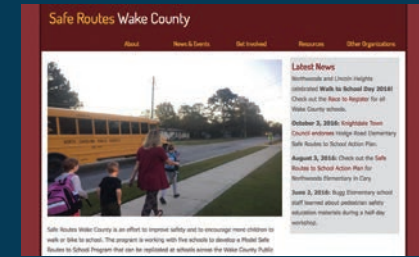 Safe Routes Wake County
About News & Events Get Involved Resources Other Organizations
Latest News
Northwoods and Lincoln Heights
celebrated Walk to School Day 2016!
Check out the Race to Register for all
Wake County schools.
October 3, 2016: Knightdale Town
Council endorses Hodge Road Elementary
Safe Routes to School Action Plan.
August 3, 2016: Check out the Safe
Routes to School Action Plan for
Northwoods Elementary in Cary.
June 3, 2016: Bugg Elementary school
staff learned about pedestrian safety
education materials during a half-day
workshop.
Safe Routes Wake County is an effort to improve safety and to encourage more children to
walk or bike to school. The program is working with five schools to develop a Model Safe
Routes to School Program that can be replicated at schools across the Wake County Public